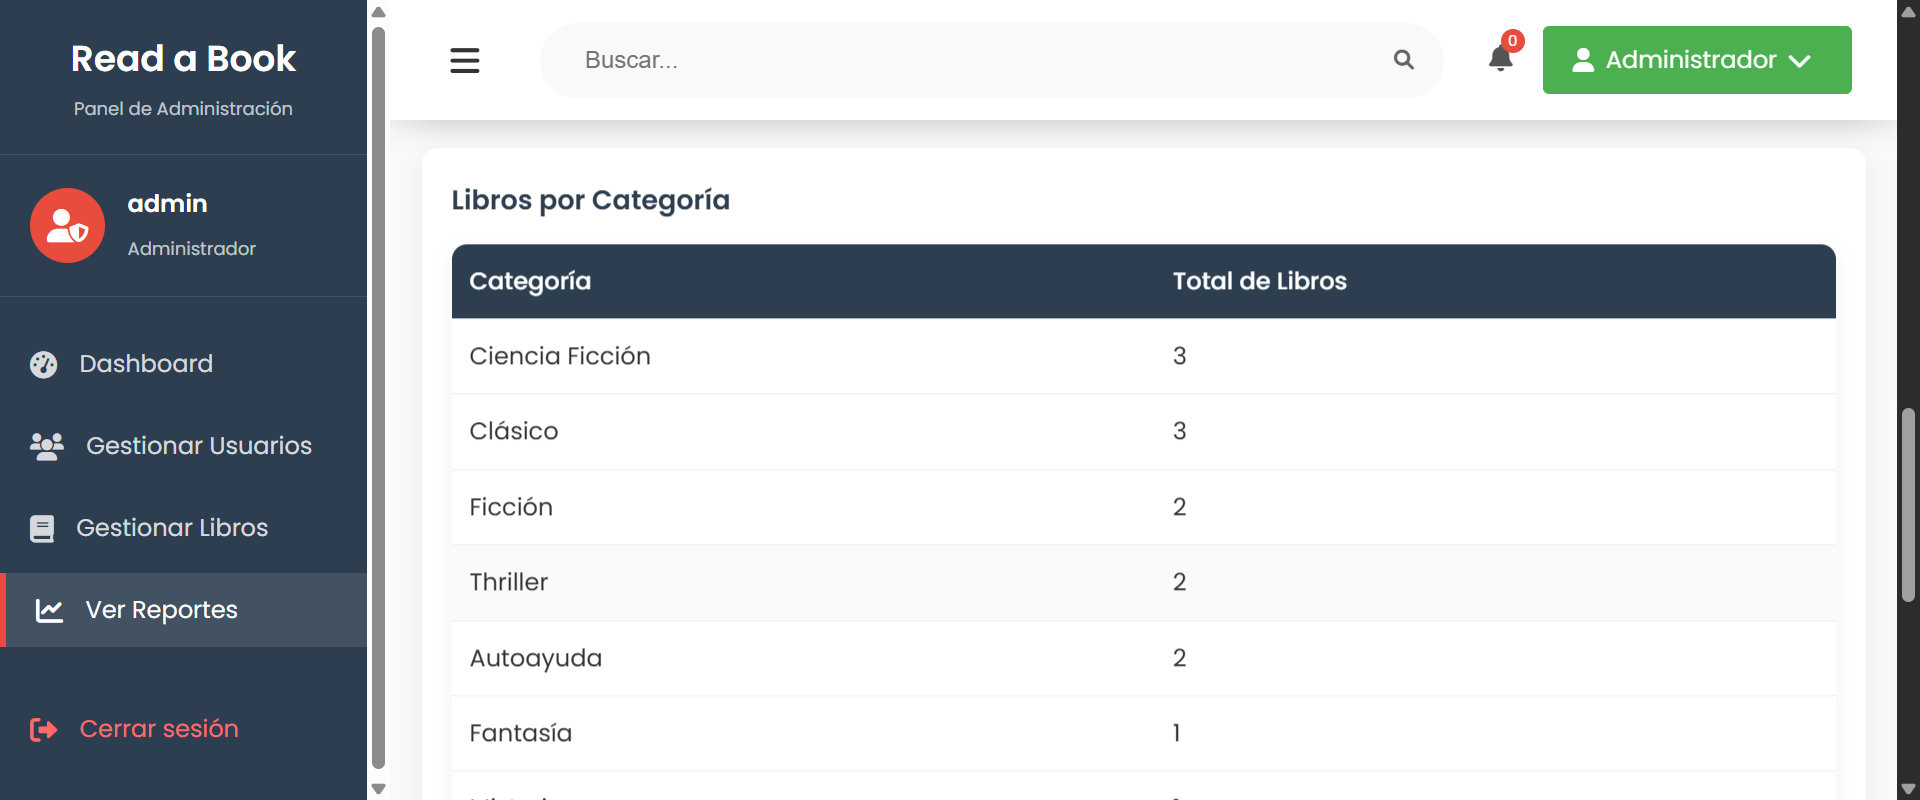 Read a Book
Panel de Administración
admin
Administrador
Dashboard
Gestionar Usuarios
Gestionar Libros
Ver Reportes
Cerrar sesión
Buscar...
0
Administrador
Libros por Categoría
Categoría Total de Libros
Ciencia Ficción 3
Clásico 3
Ficción 2
Thriller 2
Autoayuda 2
Fantasía 1